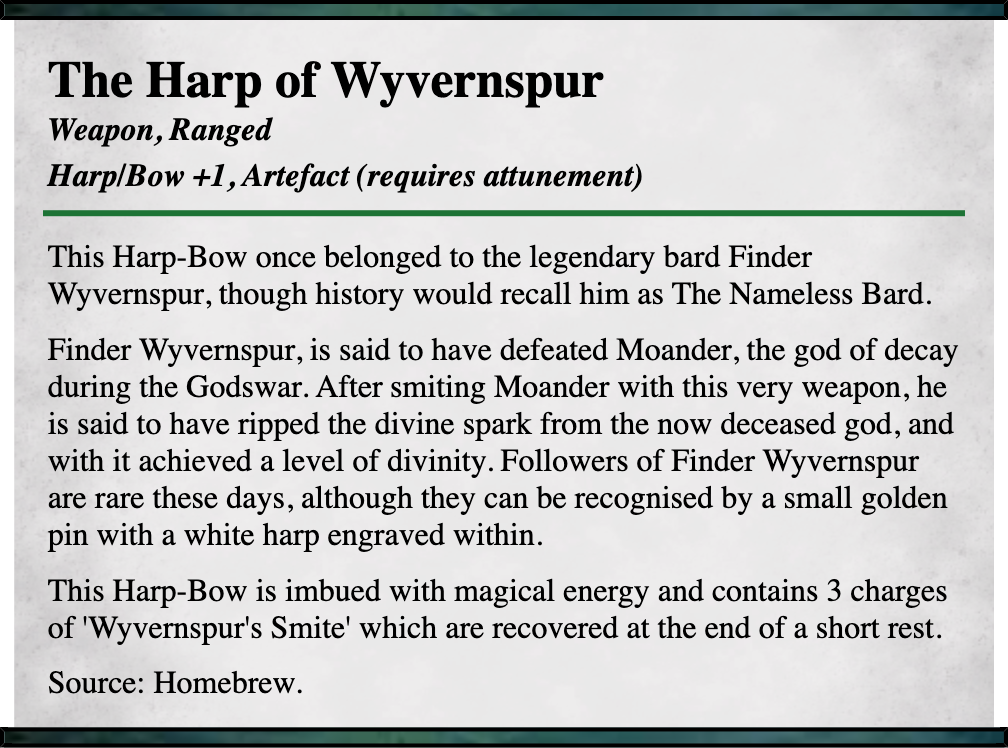 The Harp of Wyvernspur
Weapon, Ranged
Harp/Bow +1, Artefact (requires attunement)
This Harp-Bow once belonged to the legendary bard Finder
Wyvernspur, though history would recall him as The Nameless Bard.
Finder Wyvernspur, is said to have defeated Moander, the god of decay
during the Godswar. After smiting Moander with this very weapon, he
is said to have ripped the divine spark from the now deceased god, and
with it achieved a level of divinity. Followers of Finder Wyvernspur
are rare these days, although they can be recognised by a small golden
pin with a white harp engraved within.
This Harp-Bow is imbued with magical energy and contains 3 charges
of 'Wyvernspur's Smite' which are recovered at the end of a short rest.
Source: Homebrew.